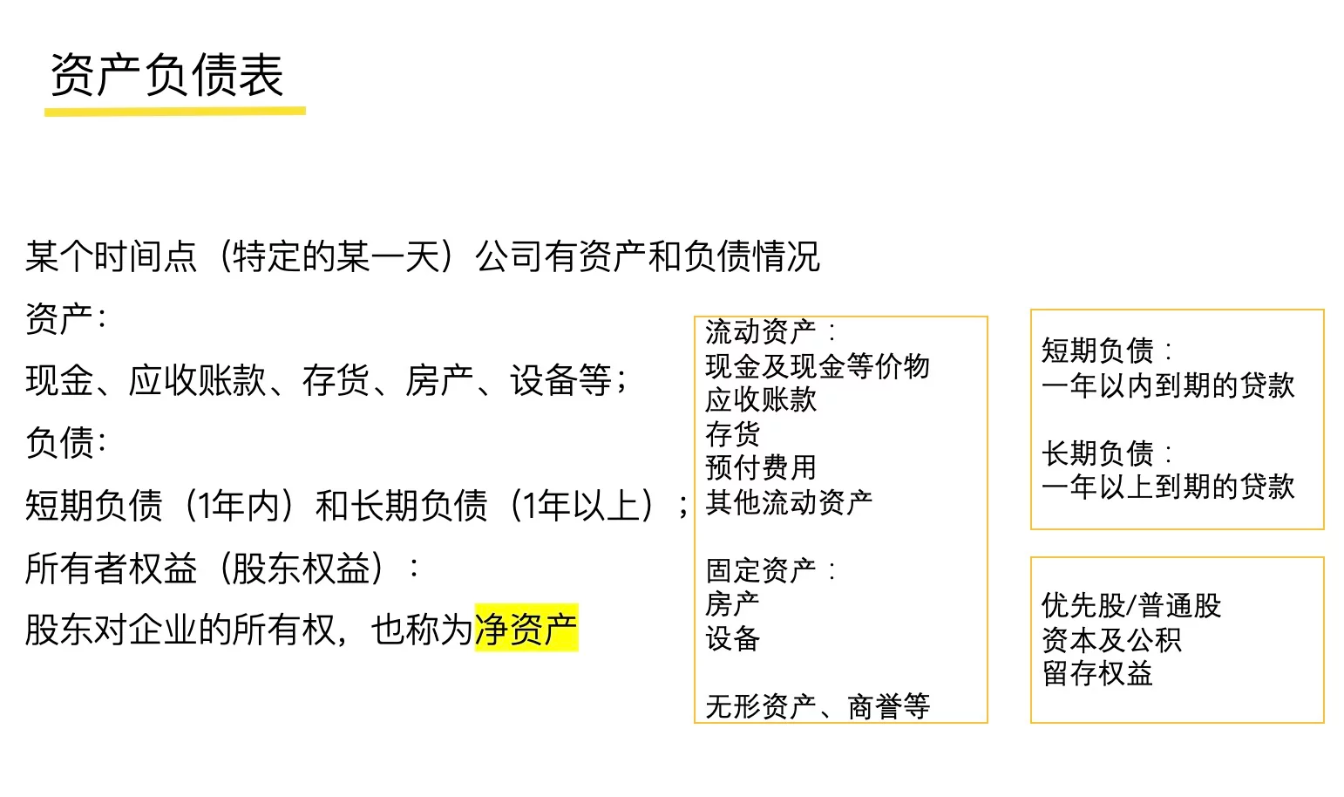 资产负债表
某个时间点（特定的某一天）公司有资产和负债情况
资产：
现金、应收账款、存货、房产、设备等；
负债：
短期负债（1年内）和长期负债（1年以上）；
所有者权益（股东权益）：
股东对企业的所有权，也称为净资产
流动资产：
现金及现金等价物
应收账款
存货
预付费用
其他流动资产
固定资产：
房产
设备
无形资产、商誉等
短期负债：
一年以内到期的贷款
长期负债：
一年以上到期的贷款
优先股/普通股
资本及公积
留存权益